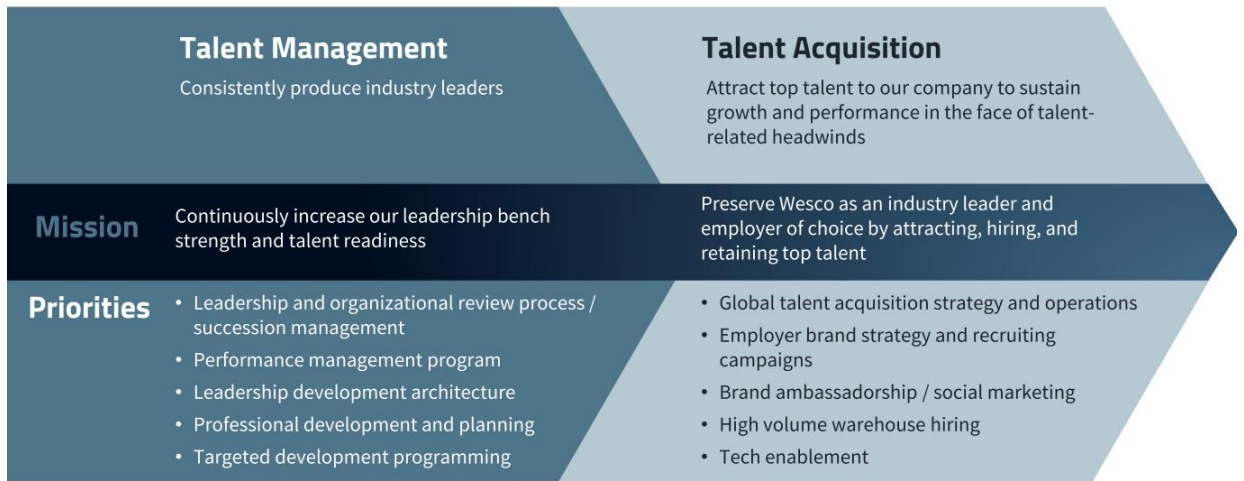 Talent Management
Consistently produce industry leaders
Talent Acquisition
Attract top talent to our company to sustain
growth and performance in the face of talent-
related headwinds
Mission
Continuously increase our leadership bench
strength and talent readiness
Preserve Wesco as an industry leader and
employer of choice by attracting, hiring, and
retaining top talent
Priorities
• Leadership and organizational review process /
succession management
• Performance management program
• Leadership development architecture
• Professional development and planning
• Targeted development programming
• Global talent acquisition strategy and operations
• Employer brand strategy and recruiting
campaigns
• Brand ambassadorship / social marketing
• High volume warehouse hiring
• Tech enablement